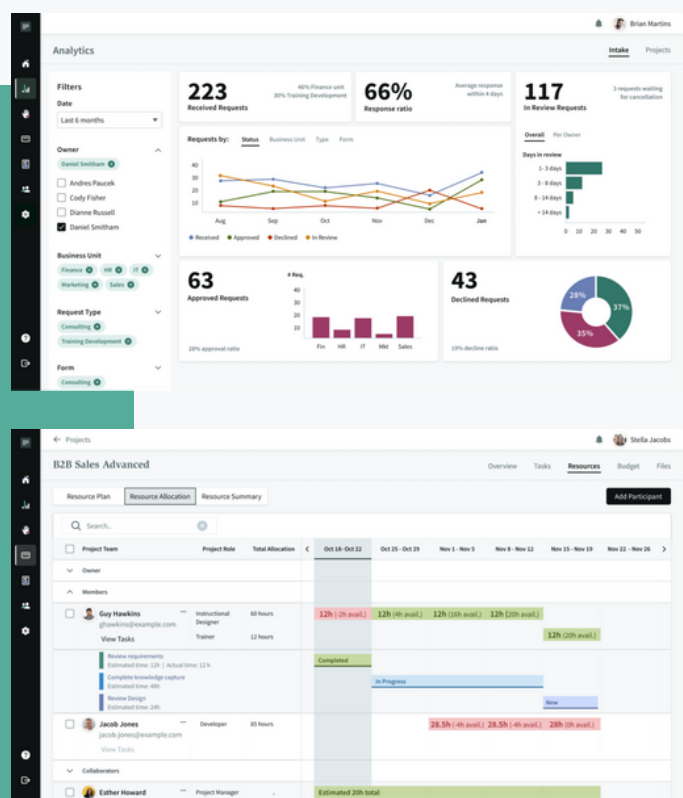 Brian Martins
Analytics
Intake Projects
Filters
Date
Last 6 months
Owner
Daniel Smitham
Andres Paucek
Cody Fisher
Dianne Russell
Daniel Smitham
Business Unit
Finance HR IT
Marketing Sales
Request Type
Consulting
Training Development
Form
Consulting
223
Received Requests
46% Finance unit
30% Training Development
66%
Response ratio
Average response
within 4 days
117
In Review Requests
3 requests waiting
for cancellation
Requests by: Status Business Unit Type Form
40
30
20
10
Aug Sep Oct Nov Dec Jan
Received Approved Declined In Review
Overall Per Owner
Days in review
1- 3 days
3 - 8 days
8 - 14 days
+ 14 days
0 10 20 30 40 50
63
Approved Requests
28% approval ratio
# Req.
40
30
20
10
Fin HR IT Mkt Sales
43
Declined Requests
19% decline ratio
28%
37%
35%
Projects
Stella Jacobs
B2B Sales Advanced
Overview Tasks Resources Budget Files
Resource Plan Resource Allocation Resource Summary
Add Participant
Search..
Project Team Project Role Total Allocation Oct 18- Oct 22 Oct 25 - Oct 29 Nov 1 - Nov 5 Nov 8 - Nov 12 Nov 15 - Nov 19 Nov 22 - Nov 26
Owner
Members
Guy Hawkins
ghawkins@example.com
View Tasks
Instructional
Designer
Trainer
60 hours
12 hours
12h (-2h avail.) 12h (4h avail.) 12h (16h avail.) 12h (20h avail.)
12h (20h avail.)
Review requirements
Estimated time: 12h | Actual time: 12 h
Completed
Complete knowledge capture
Estimated time: 48h
In Progress
Review Design
Estimated time: 24h
New
Jacob Jones
jacob.jones@example.com
View Tasks
Developer
85 hours
28.5h (-4h avail.) 28.5h (-4h avail.) 28h (0h avail.)
Collaborators
Esther Howard
Project Manager
-
Estimated 20h total